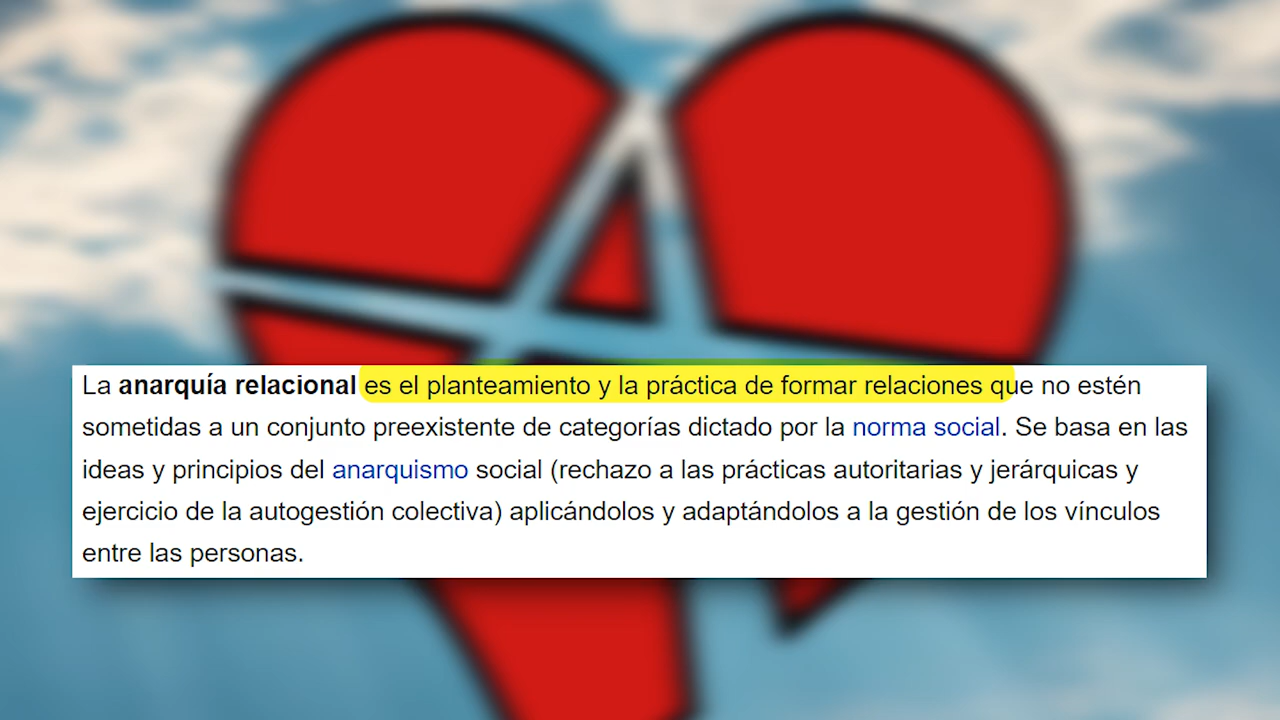 La anarquía relacional es el planteamiento y la práctica de formar relaciones que no estén
sometidas a un conjunto preexistente de categorías dictado por la norma social. Se basa en las
ideas y principios del anarquismo social (rechazo a las prácticas autoritarias y jerárquicas y
ejercicio de la autogestión colectiva) aplicándolos y adaptándolos a la gestión de los vínculos
entre las personas.